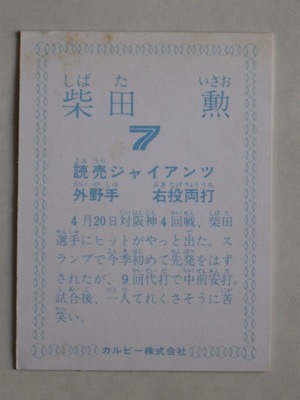 しばた いさお
柴田 勲
7
よみうり
読売ジャイアンツ
がいやしゅ みぎなげりょううち
外野手 右投両打
4月20日対阪神4回戦、柴田
選手にヒットがやっと出た。ス
ランプで今季初めて先発をはず
されたが、9回代打で中前安打。
試合後、一人てれくさそうに苦
笑い。
カルビー株式会社